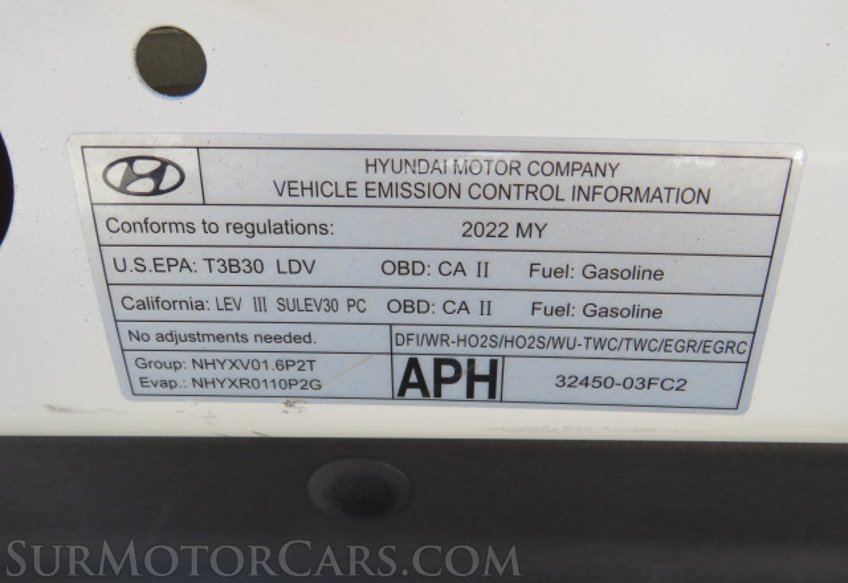 HYUNDAI MOTOR COMPANY
VEHICLE EMISSION CONTROL INFORMATION
Conforms to regulations: 2022 MY
U.S.EPA: T3B30 LDV OBD: CA II Fuel: Gasoline
California: LEV III SULEV30 PC OBD: CA II Fuel: Gasoline
No adjustments needed. DFI/WR-HO2S/HO2S/WU-TWC/TWC/EGR/EGRC
Group: NHYXV01.6P2T
Evap.: NHYXR0110P2G
APH 32450-03FC2
SurMotorCars.com